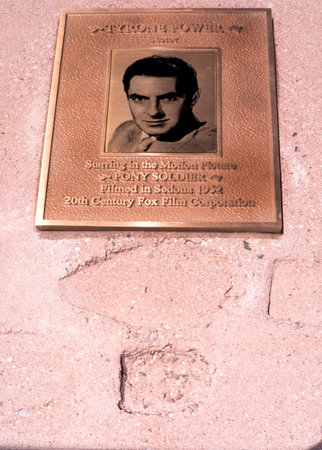 TYRONE POWER
Starring in the Motion Picture
PONY SOLDIER
Filmed in Sedona 1952
20th Century Fox Film Corporation